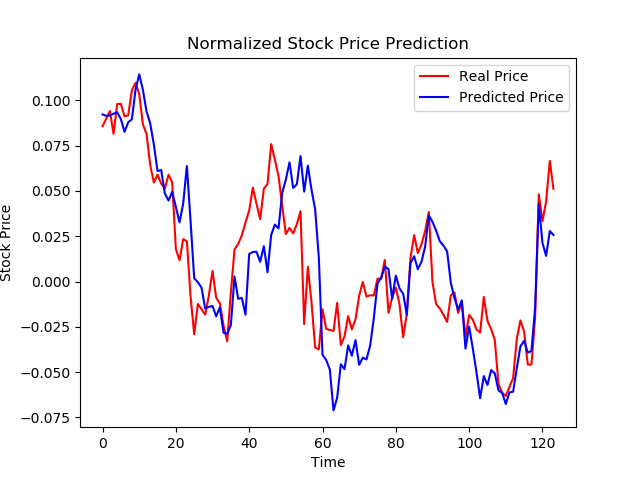 Normalized Stock Price Prediction
Real Price
Predicted Price
Stock Price
0.100
0.075
0.050
0.025
0.000
−0.025
−0.050
−0.075
0 20 40 60 80 100 120
Time